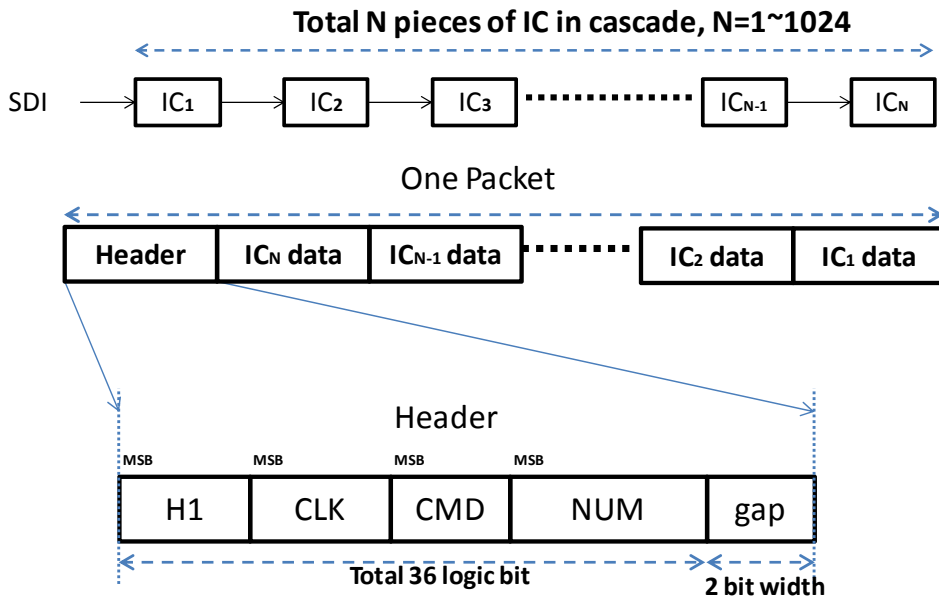 Total N pieces of IC in cascade, N=1~1024
SDI IC1 IC2 IC3 ICN-1 ICN
One Packet
Header ICN data ICN-1 data IC2 data IC1 data
Header
MSB MSB MSB MSB
H1 CLK CMD NUM gap
Total 36 logic bit 2 bit width